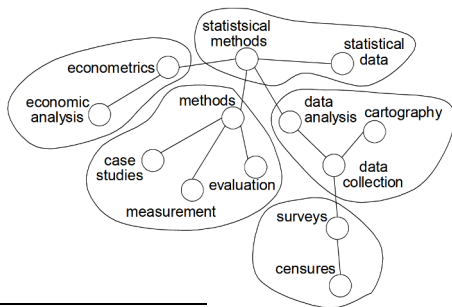 statistsical
methods
statistical
data
econometrics
economic
analysis
methods
data
analysis
cartography
case
studies
evaluation
measurement
data
collection
surveys
censures